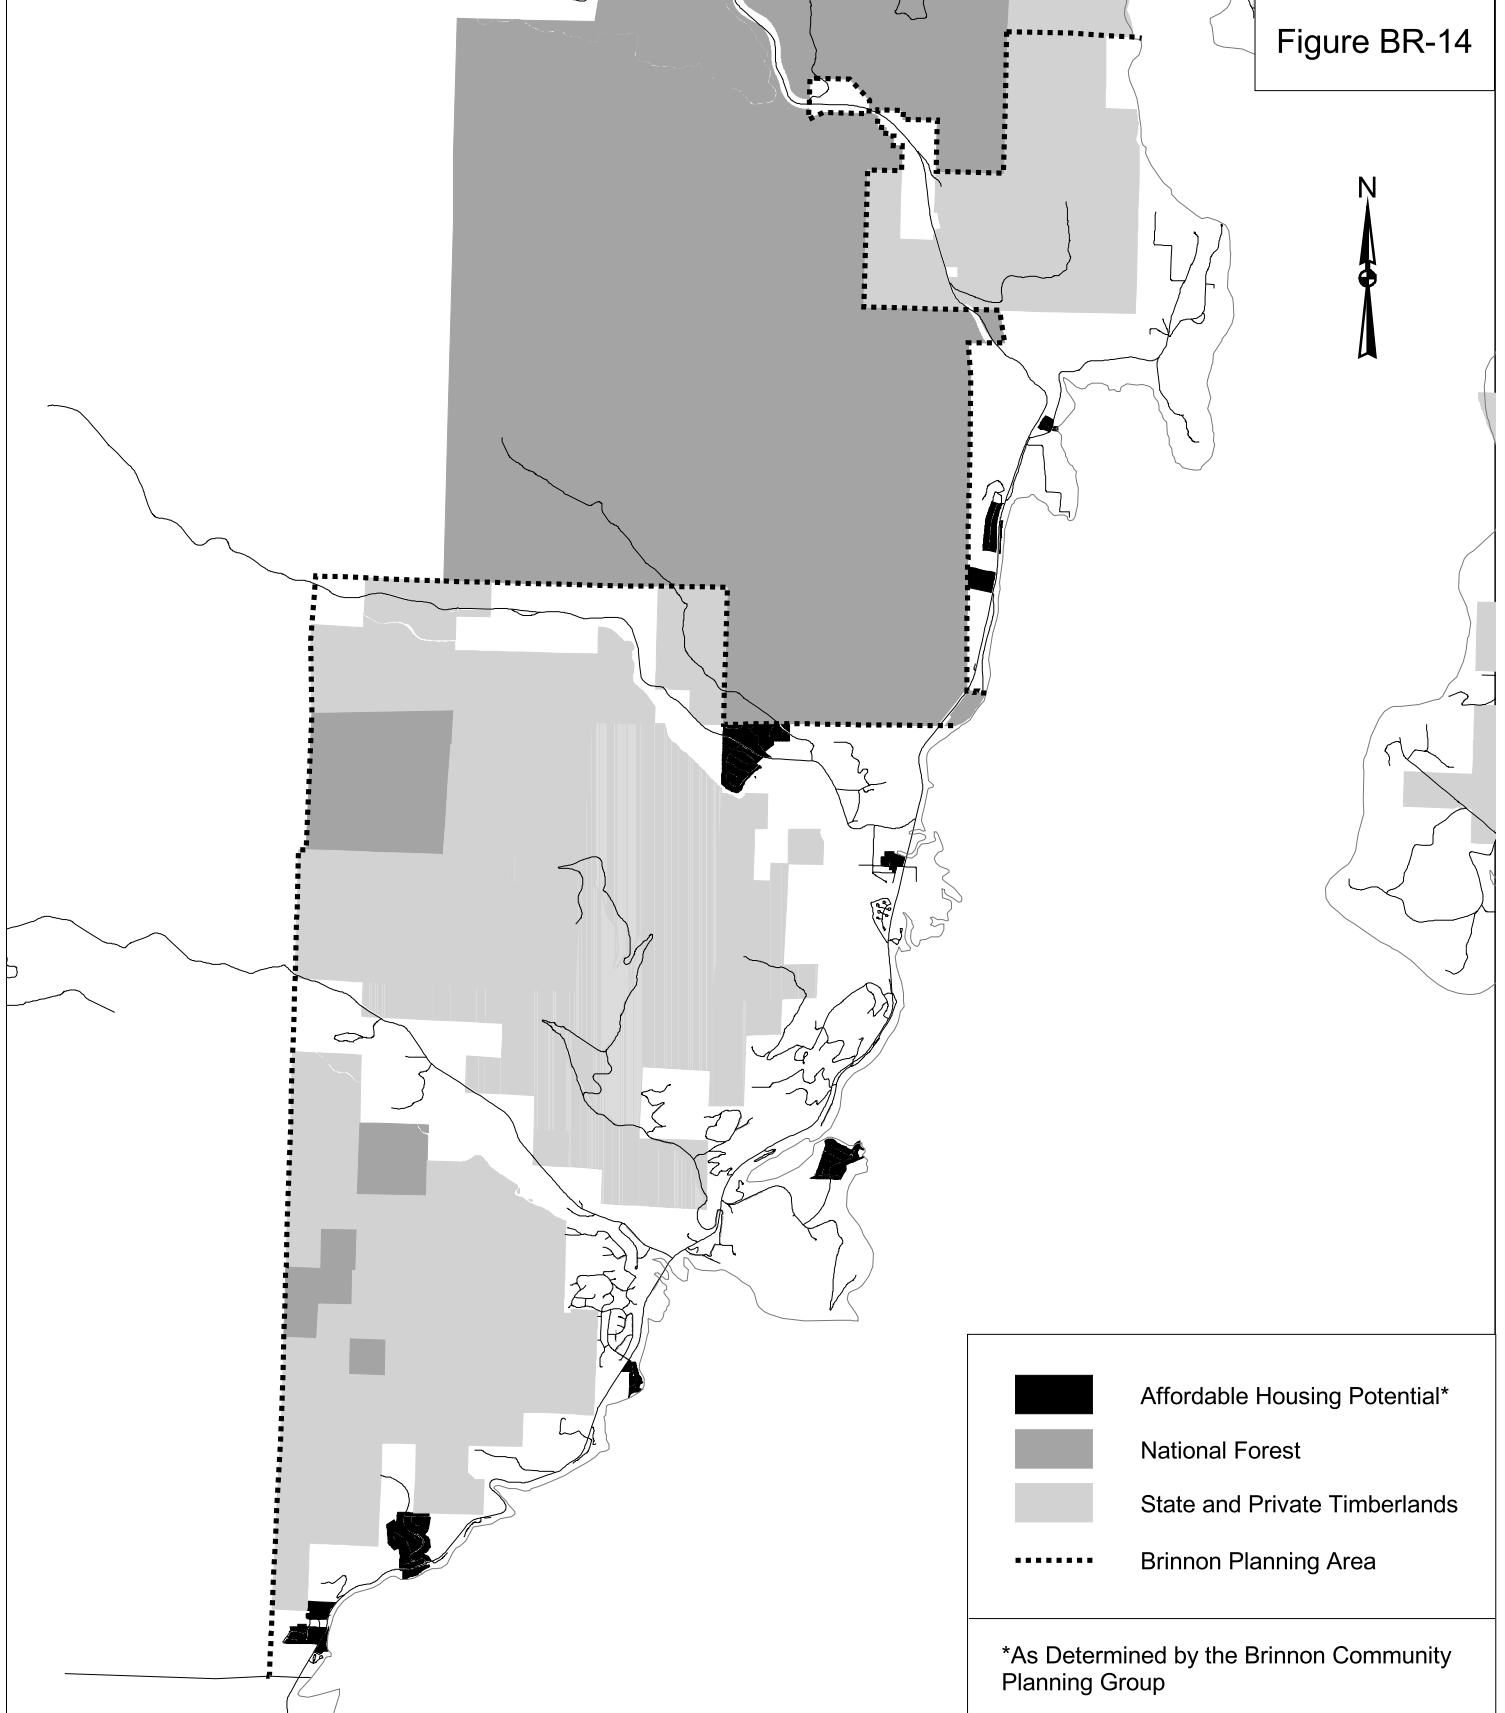 Figure BR-14
N
Affordable Housing Potential*
National Forest
State and Private Timberlands
Brinnon Planning Area
*As Determined by the Brinnon Community
Planning Group